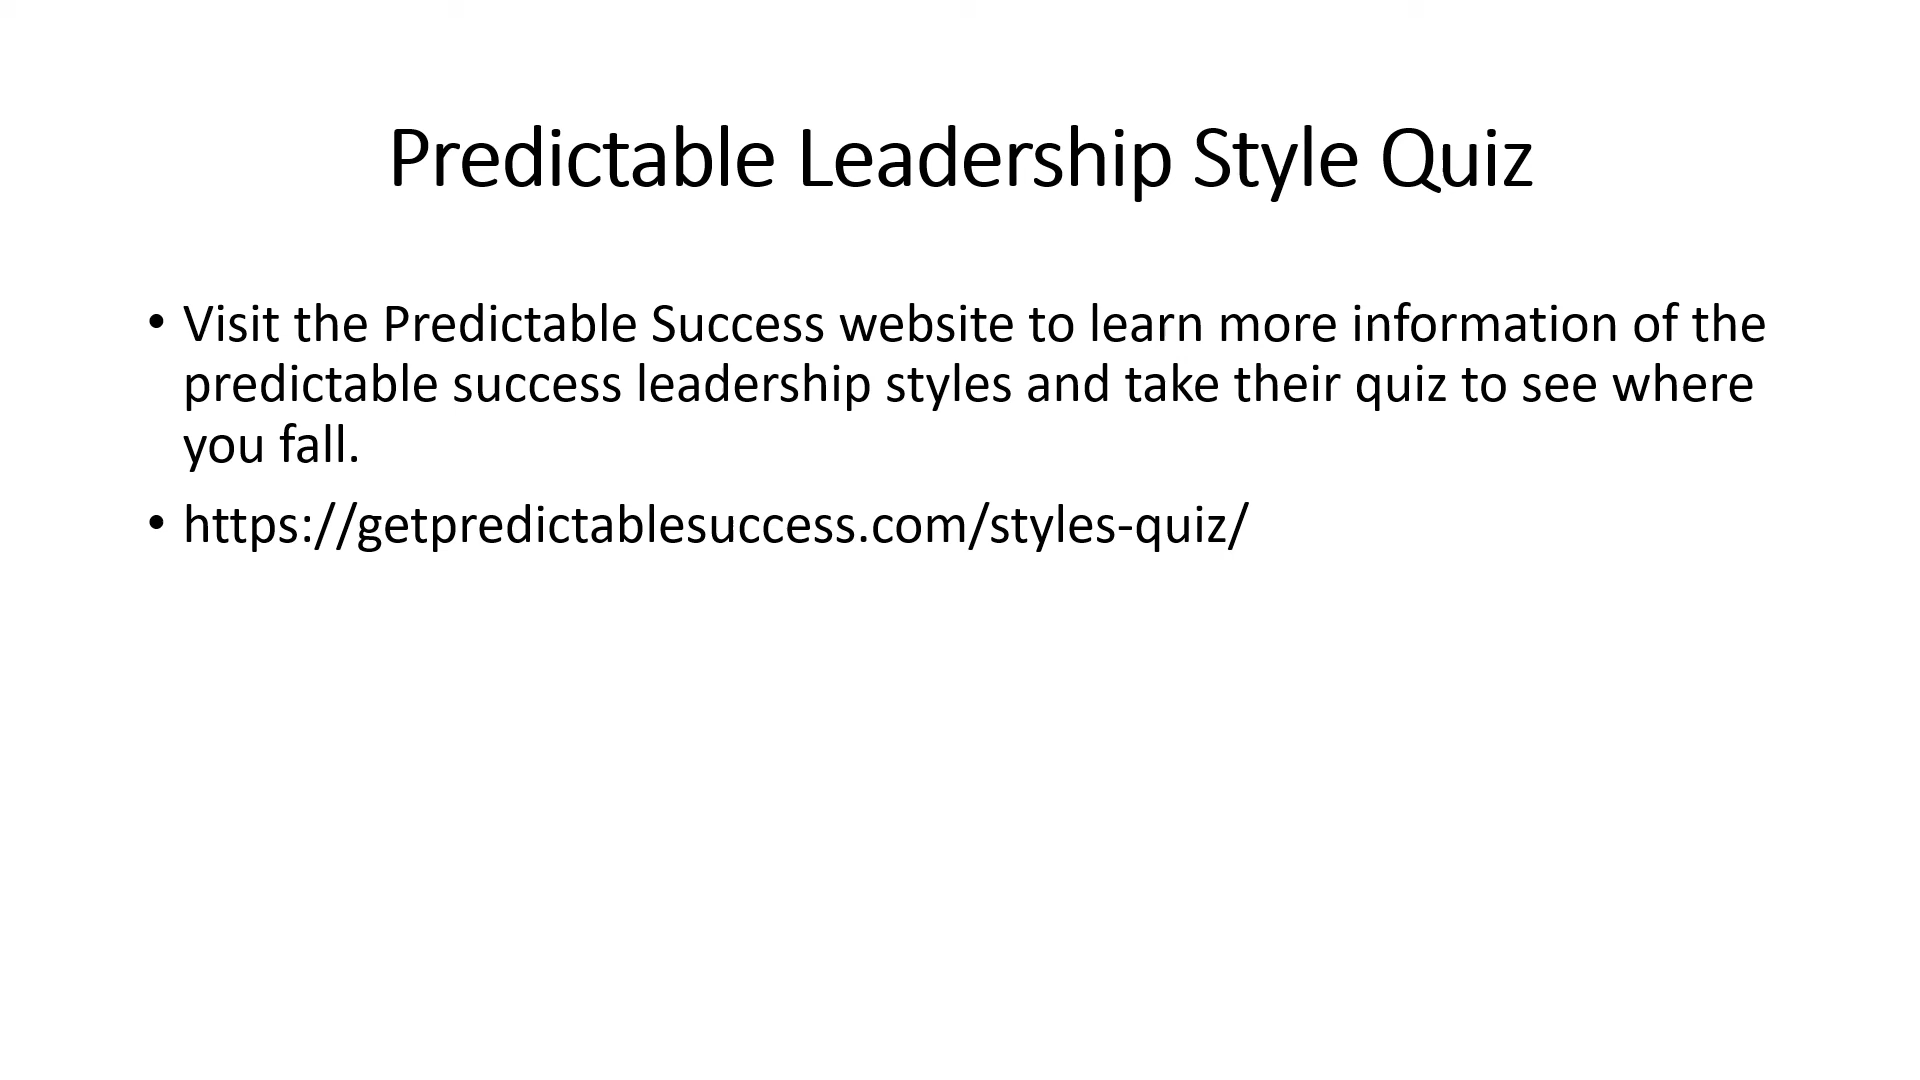 Predictable Leadership Style Quiz
• Visit the Predictable Success website to learn more information of the
predictable success leadership styles and take their quiz to see where
you fall.
• https://getpredictablesuccess.com/styles-quiz/